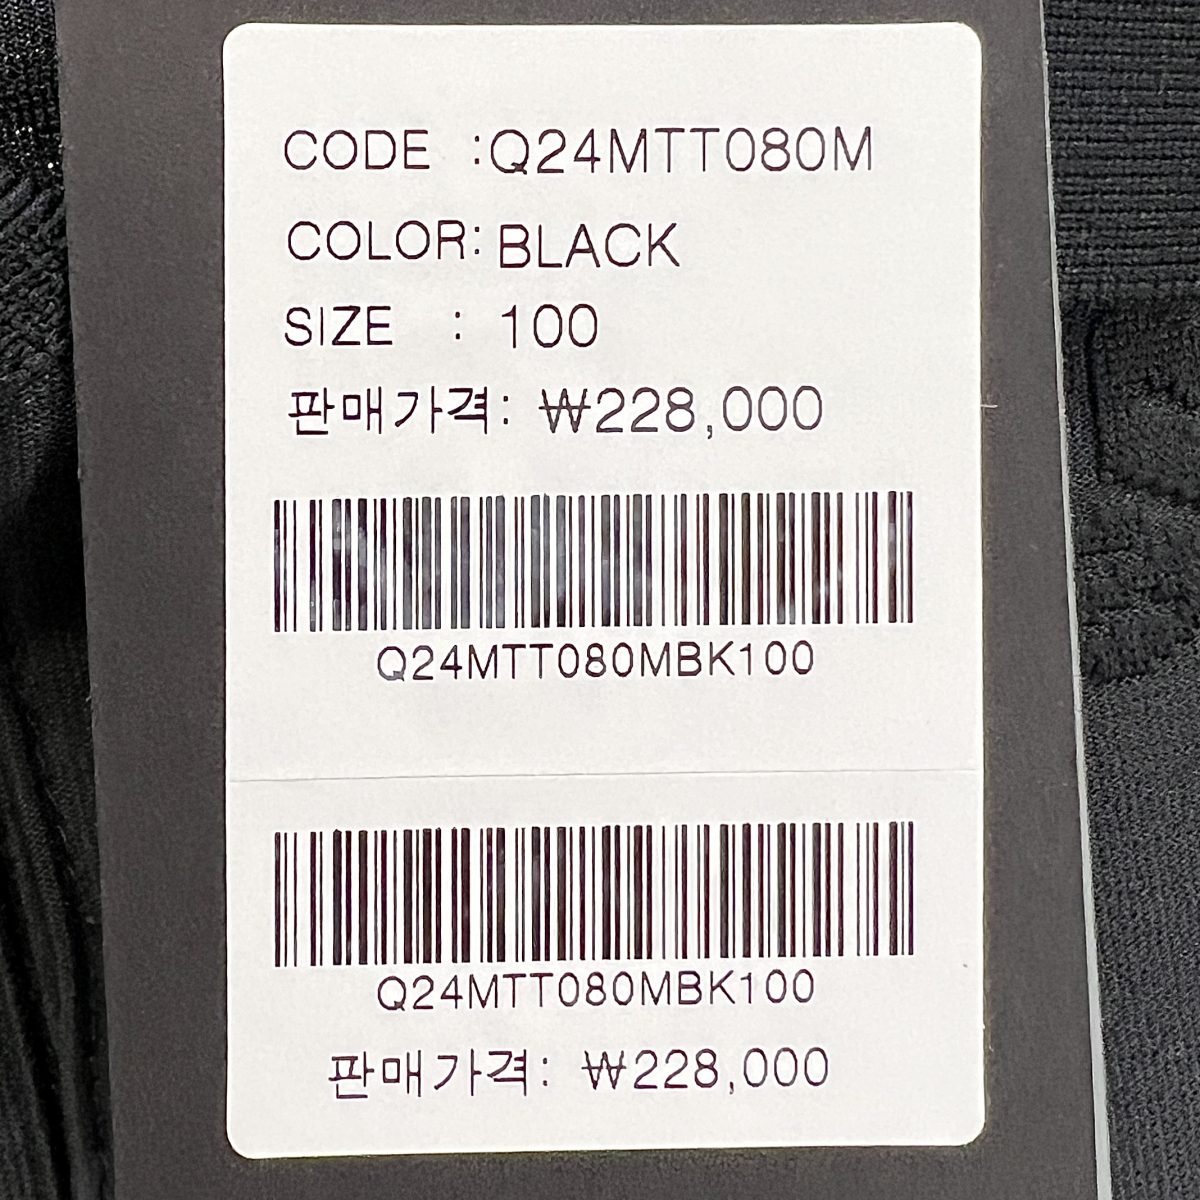 CODE :Q24MTT080M
COLOR: BLACK
SIZE : 100
판매가격: ₩228,000
Q24MTT080MBK100
Q24MTT080MBK100
판매가격: ₩228,000